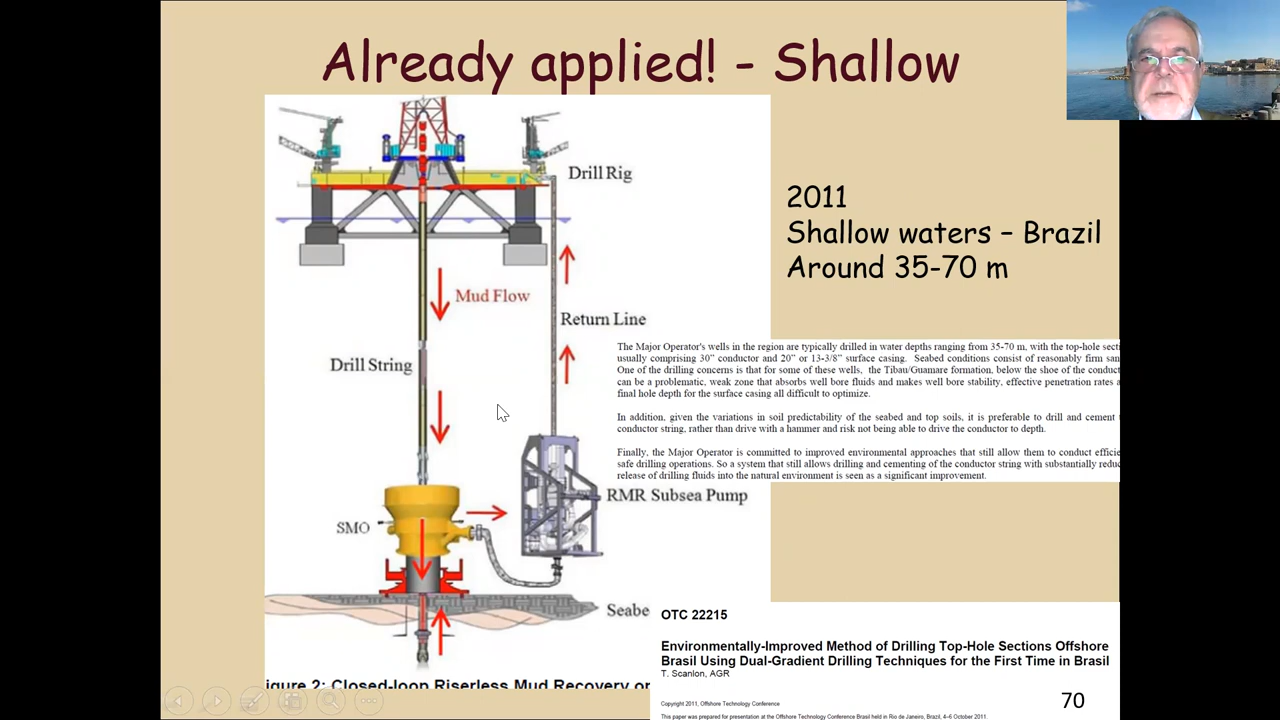 Already applied! - Shallow
Drill Rig
2011
Shallow waters – Brazil
Around 35-70 m
Mud Flow
Return Line
Drill String
The Major Operator's wells in the region are typically drilled in water depths ranging from 35-70 m, with the top-hole
usually comprising 30" conductor and 20" or 13-3/8" surface casing. Seabed conditions consist of reasonably firm
One of the drilling concerns is that for some of these wells, the Tibau/Guamare formation, below the shoe of the
can be a problematic, weak zone that absorbs well bore fluids and makes well bore stability, effective penetration rates
final hole depth for the surface casing all difficult to optimize.
In addition, given the variations in soil predictability of the seabed and top soils, it is preferable to drill and cement
conductor string, rather than drive with a hammer and risk not being able to drive the conductor to depth.
Finally, the Major Operator is committed to improved environmental approaches that still allow them to conduct
safe drilling operations. So a system that still allows drilling and cementing of the conductor string with substantially
release of drilling fluids into the natural environment is seen as a significant improvement.
RMR Subsea Pump
SMO
OTC 22215
Environmentally-Improved Method of Drilling Top-Hole Sections Offshore
Brasil Using Dual-Gradient Drilling Techniques for the First Time in Brasil
T. Scanlon, AGR
2: Closed-loop Riserless Mud Recovery
Copyright 2011, Offshore Technology Conference
This paper was prepared for presentation at the Offshore Technology Conference Brasil held in Rio de Janeiro, Brazil, 4–6 October 2011.
70